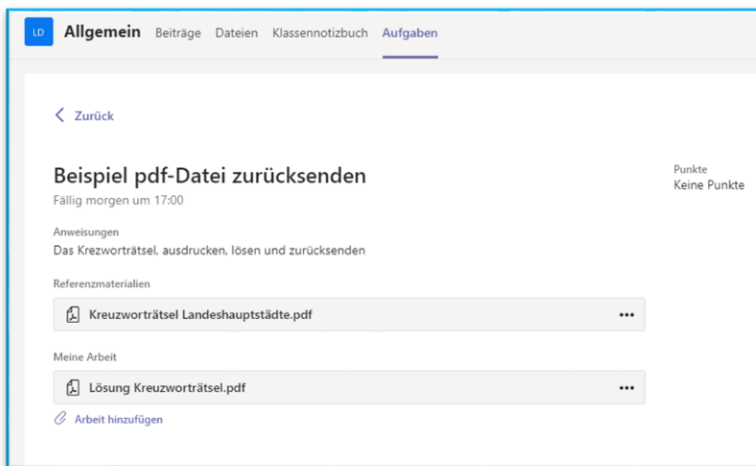 LD Allgemein Beiträge Dateien Klassennotizbuch Aufgaben
Zurück
Beispiel pdf-Datei zurücksenden
Fällig morgen um 17:00
Punkte
Keine Punkte
Anweisungen
Das Krezworträtsel, ausdrucken, lösen und zurücksenden
Referenzmaterialien
Kreuzworträtsel Landeshauptstädte.pdf
Meine Arbeit
Lösung Kreuzworträtsel.pdf
Arbeit hinzufügen